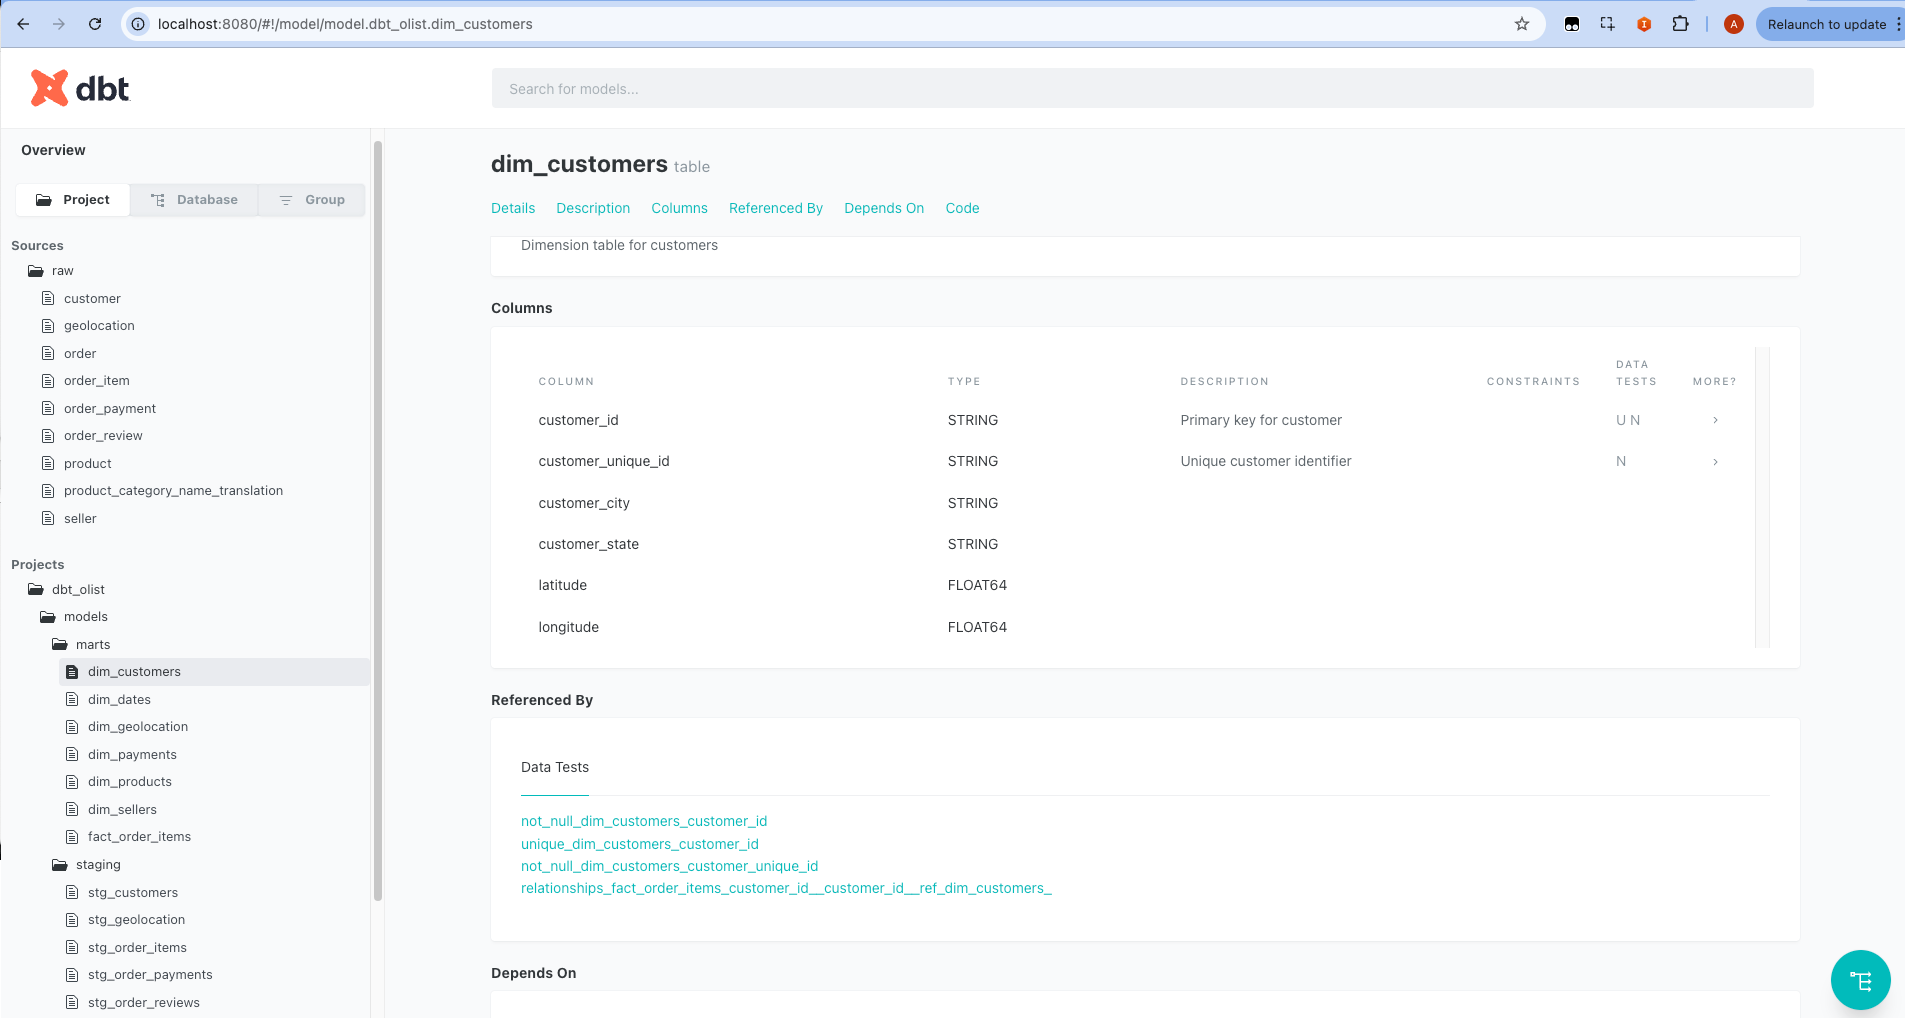 localhost:8080/#!/model/model.dbt_olist.dim_customers
A
Relaunch to update
dbt
Search for models...
Overview
Project Database Group
Sources
raw
customer
geolocation
order
order_item
order_payment
order_review
product
product_category_name_translation
seller
Projects
dbt_olist
models
marts
dim_customers
dim_dates
dim_geolocation
dim_payments
dim_products
dim_sellers
fact_order_items
staging
stg_customers
stg_geolocation
stg_order_items
stg_order_payments
stg_order_reviews
dim_customers table
Details Description Columns Referenced By Depends On Code
Dimension table for customers
Columns
COLUMN TYPE DESCRIPTION CONSTRAINTS DATA TESTS MORE?
customer_id STRING Primary key for customer U N
customer_unique_id STRING Unique customer identifier N
customer_city STRING
customer_state STRING
latitude FLOAT64
longitude FLOAT64
Referenced By
Data Tests
not_null_dim_customers_customer_id
unique_dim_customers_customer_id
not_null_dim_customers_customer_unique_id
relationships_fact_order_items_customer_id__customer_id__ref_dim_customers_
Depends On